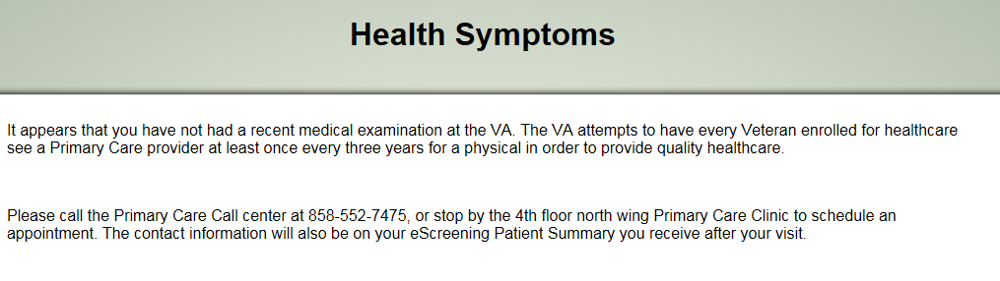 Health Symptoms
It appears that you have not had a recent medical examination at the VA. The VA attempts to have every Veteran enrolled for healthcare
see a Primary Care provider at least once every three years for a physical in order to provide quality healthcare.
Please call the Primary Care Call center at 858-552-7475, or stop by the 4th floor north wing Primary Care Clinic to schedule an
appointment. The contact information will also be on your eScreening Patient Summary you receive after your visit.